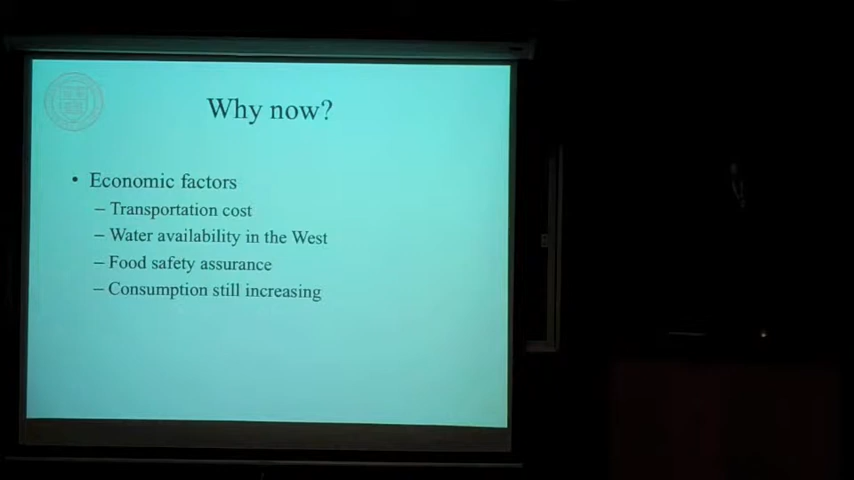 Why now?
• Economic factors
– Transportation cost
– Water availability in the West
– Food safety assurance
– Consumption still increasing